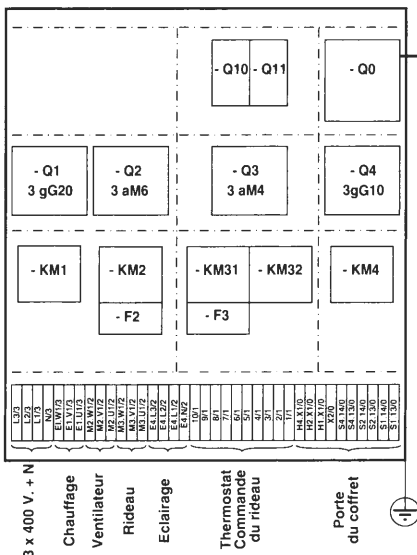 - Q10
- Q11
- Q0
- Q1
3 gG20
- Q2
3 aM6
- Q3
3 aM4
- Q4
3gG10
- KM1
- KM2
- KM31
- KM32
- KM4
- F2
- F3
L3/3
L2/3
L1/3
N/3
E1.W1/3
E1.V1/3
E1.U1/3
M2.W1/2
M2.V1/2
M2.U1/2
M3.W1/2
M3.V1/2
M3.U1/2
E4.L3/2
E4.L2/2
E4.L1/2
E4.N/2
10/1
9/1
8/1
7/1
6/1
5/1
4/1
3/1
2/1
1/1
H4.X1/0
H2.X1/0
H1.X1/0
X2/0
S4.14/0
S4.13/0
S2.14/0
S2.13/0
S1.14/0
S1.13/0
3 x 400 V. + N
Chauffage
Ventilateur
Rideau
Eclairage
Thermostat
Commande
du rideau
Porte
du coffret